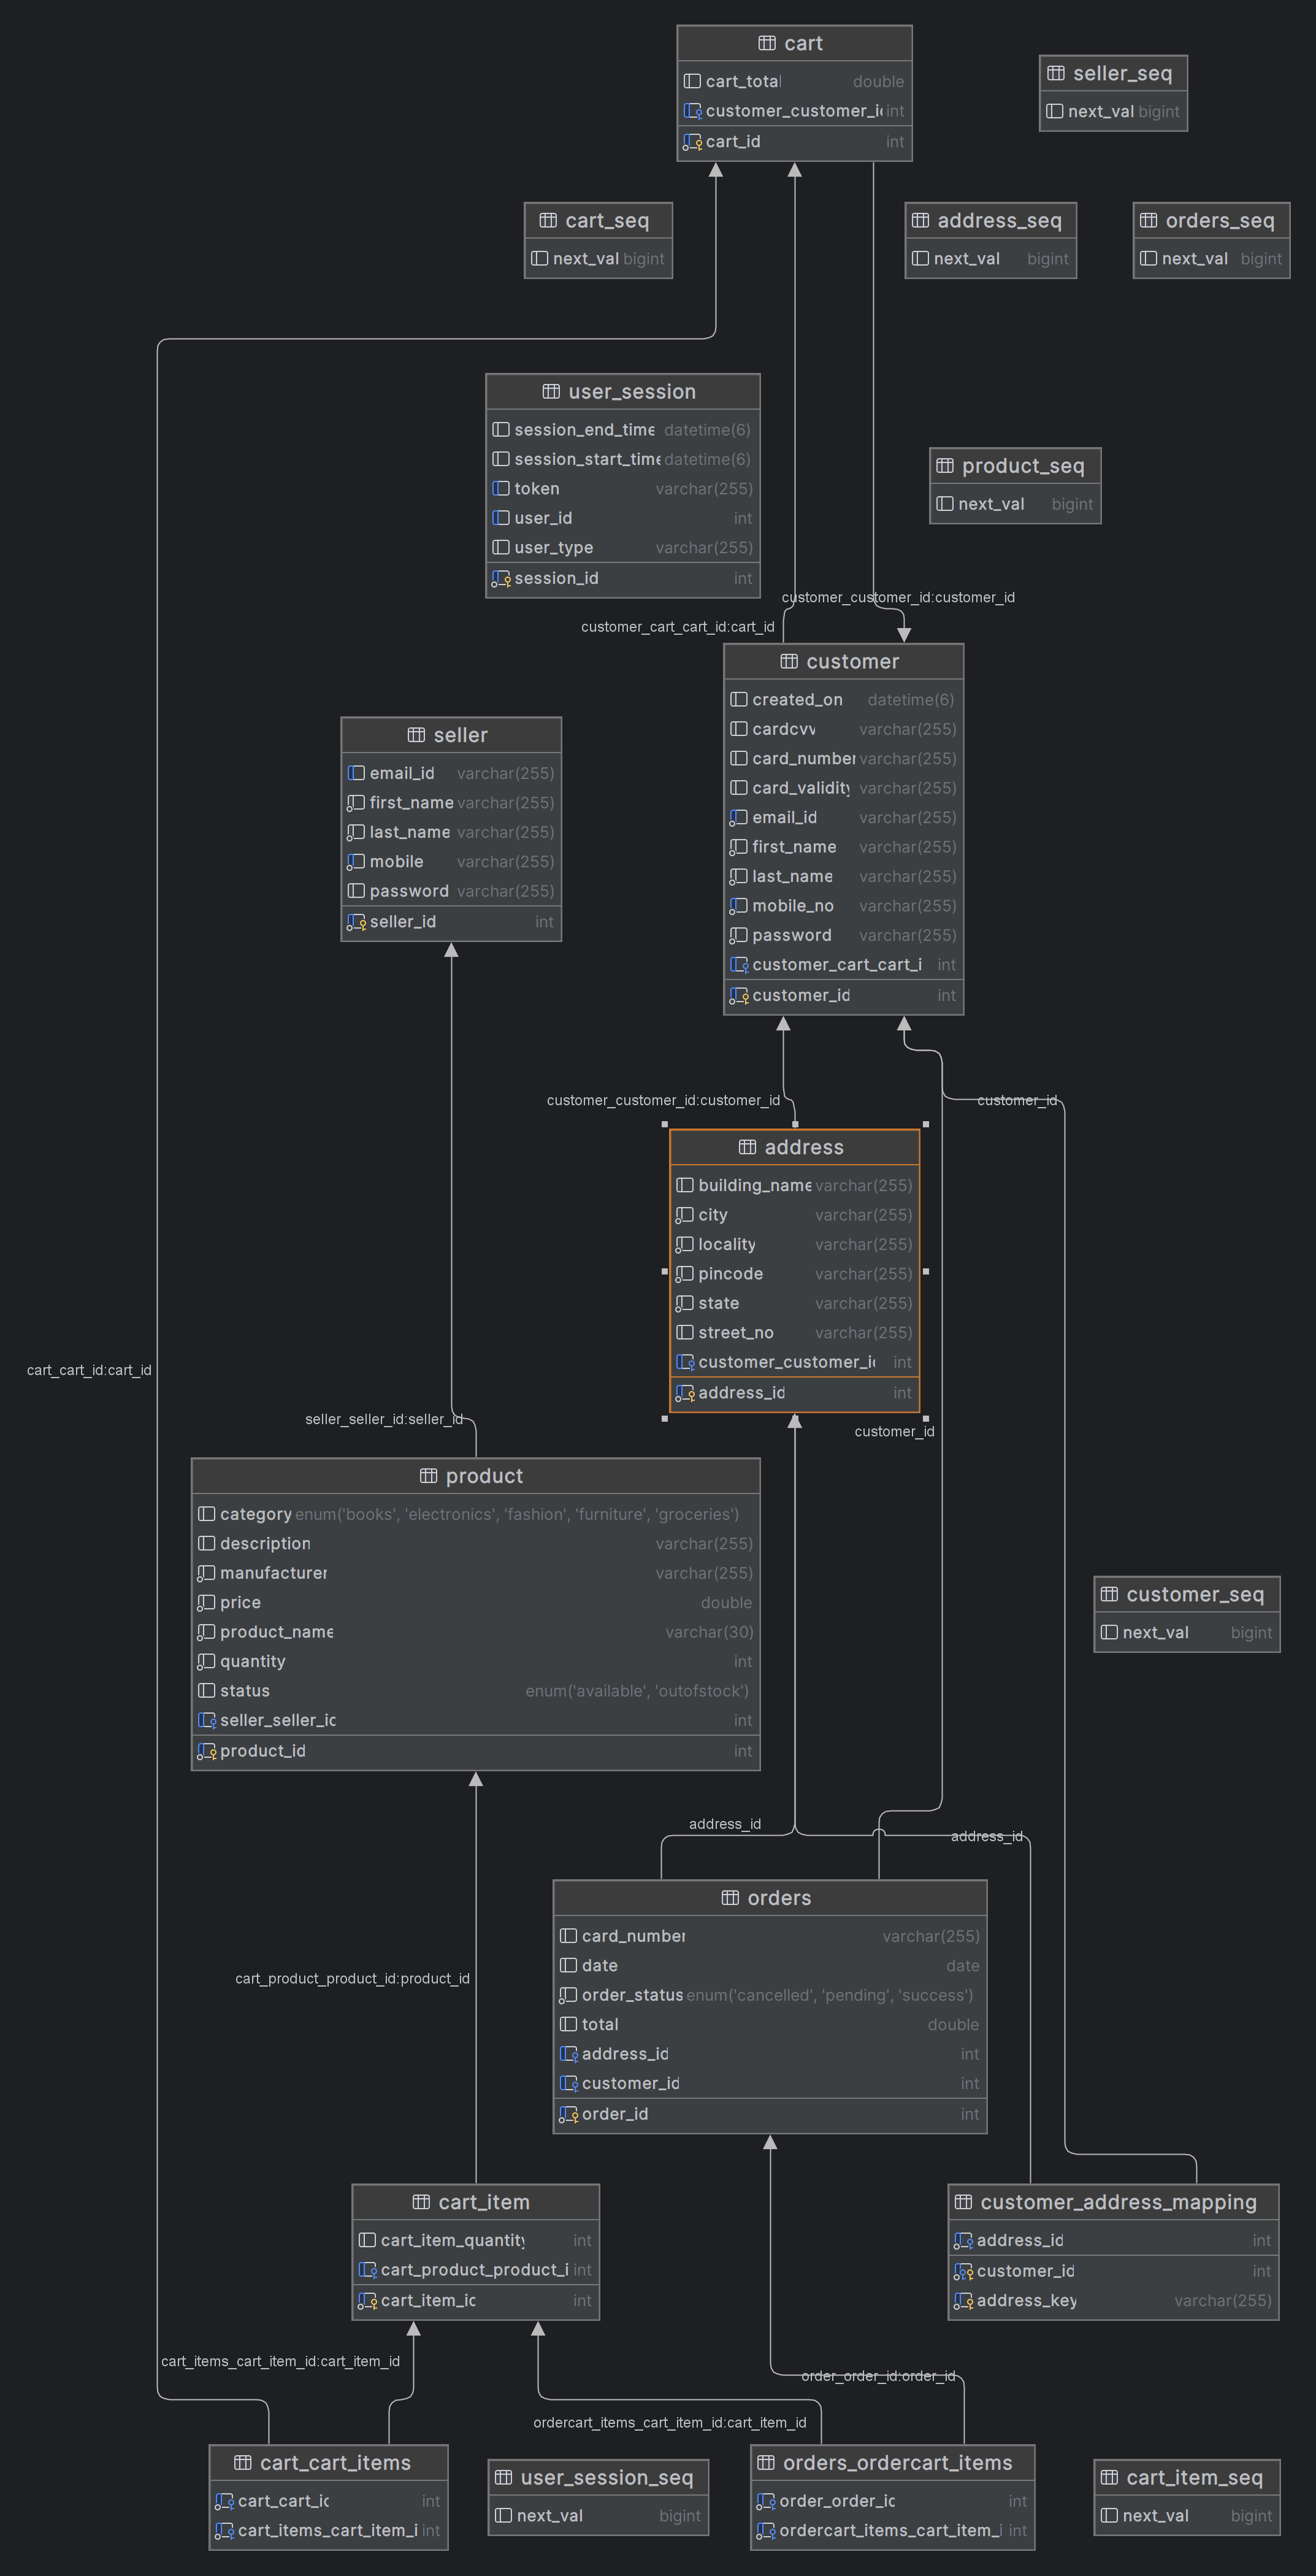 cart
cart_total double
customer_customer_i int
cart_id int
seller_seq
next_val bigint
cart_seq
next_val bigint
address_seq
next_val bigint
orders_seq
next_val bigint
user_session
session_end_time datetime(6)
session_start_time datetime(6)
token varchar(255)
user_id int
user_type varchar(255)
session_id int
product_seq
next_val bigint
customer_customer_id:customer_id
customer_cart_cart_id:cart_id
customer
created_on datetime(6)
cardcvv varchar(255)
card_number varchar(255)
card_validity varchar(255)
email_id varchar(255)
first_name varchar(255)
last_name varchar(255)
mobile_no varchar(255)
password varchar(255)
customer_cart_cart_i int
customer_id int
seller
email_id varchar(255)
first_name varchar(255)
last_name varchar(255)
mobile varchar(255)
password varchar(255)
seller_id int
customer_customer_id:customer_id
customer_id
address
building_name varchar(255)
city varchar(255)
locality varchar(255)
pincode varchar(255)
state varchar(255)
street_no varchar(255)
customer_customer_i int
address_id int
cart_cart_id:cart_id
seller_seller_id:seller_id
customer_id
product
category enum('books', 'electronics', 'fashion', 'furniture', 'groceries')
description varchar(255)
manufacturer varchar(255)
price double
product_name varchar(30)
quantity int
status enum('available', 'outofstock')
seller_seller_id int
product_id int
customer_seq
next_val bigint
address_id
address_id
orders
card_number varchar(255)
date date
order_status enum('cancelled', 'pending', 'success')
total double
address_id int
customer_id int
order_id int
cart_product_product_id:product_id
cart_item
cart_item_quantity int
cart_product_product_i int
cart_item_id int
customer_address_mapping
address_id int
customer_id int
address_key varchar(255)
cart_items_cart_item_id:cart_item_id
order_order_id:order_id
ordercart_items_cart_item_id:cart_item_id
cart_cart_items
cart_cart_id int
cart_items_cart_item_i int
user_session_seq
next_val bigint
orders_ordercart_items
order_order_id int
ordercart_items_cart_item_ int
cart_item_seq
next_val bigint